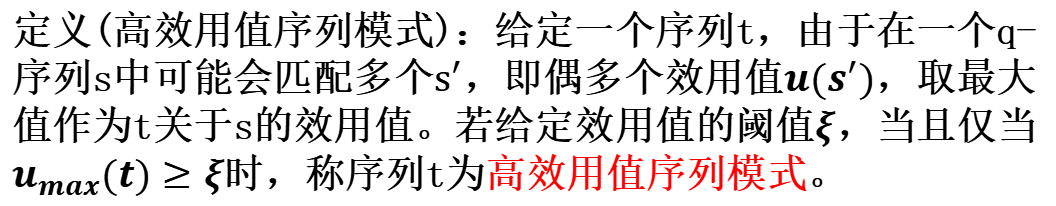 定义(高效用值序列模式)：给定一个序列t，由于在一个q-
序列s中可能会匹配多个s′，即偶多个效用值u(s′)，取最大
值作为t关于s的效用值。若给定效用值的阈值ξ，当且仅当
u_max(t) ≥ ξ时，称序列t为高效用值序列模式。